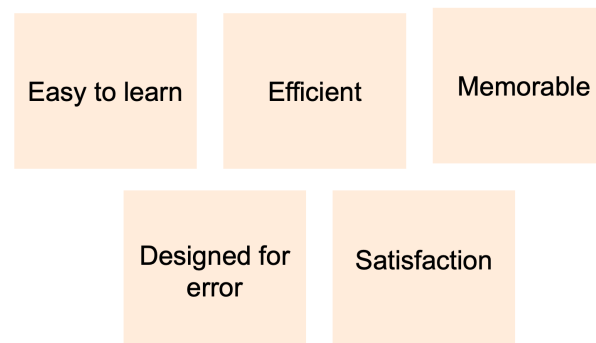 Easy to learn
Efficient
Memorable
Designed for
error
Satisfaction